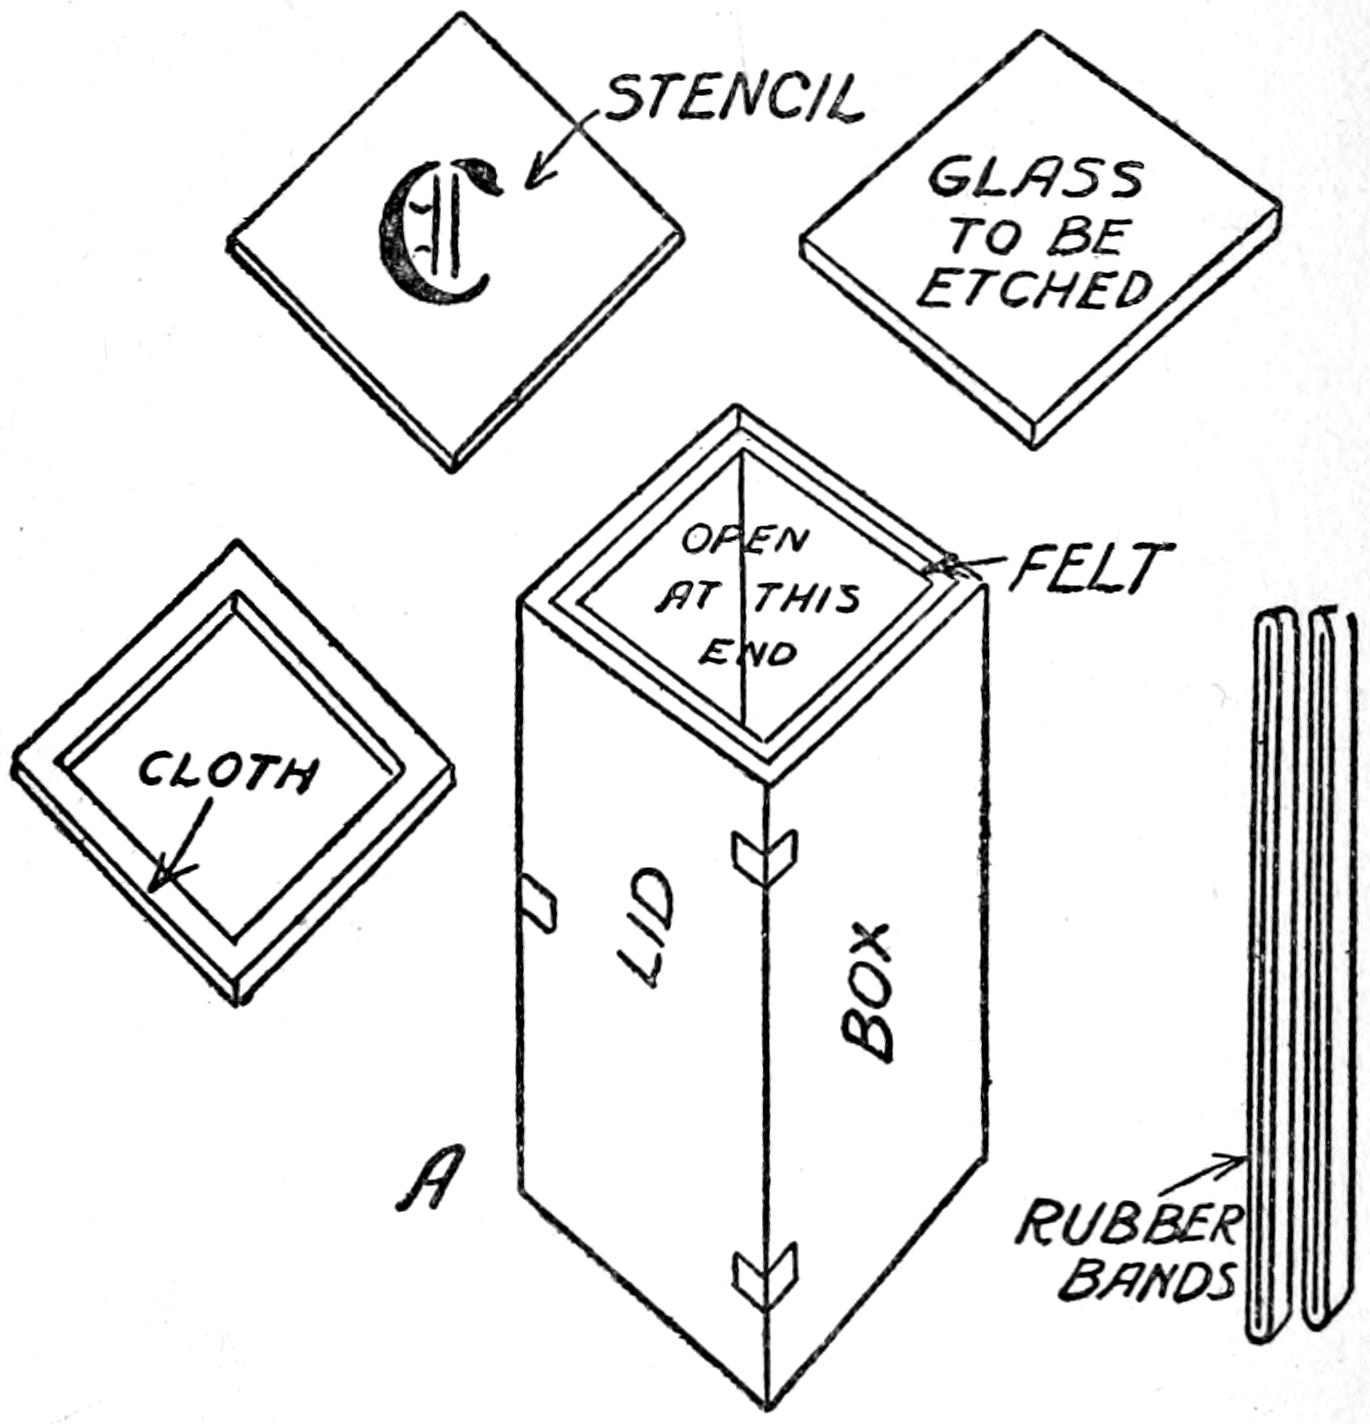 STENCIL
C
GLASS
TO BE
ETCHED
OPEN
AT THIS
END
FELT
CLOTH
LID
BOX
A
RUBBER
BANDS